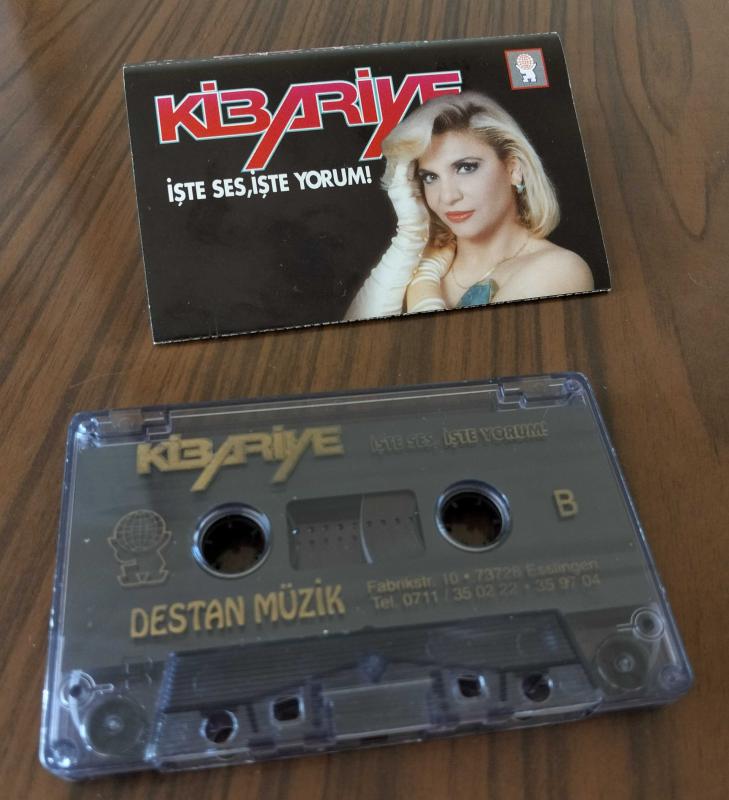 KİBARİYE
İŞTE SES, İŞTE YORUM!
KİBARİYE
İŞTE SES, İŞTE YORUM!
B
DESTAN MÜZİK
Fabrikstr. 10 • 73728 Esslingen
Tel. 0711 / 35 02 22 • 35 97 04